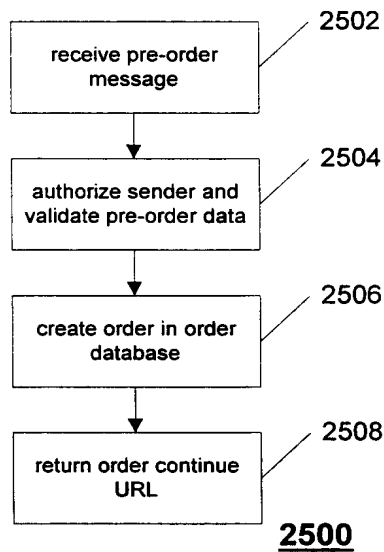 2502
receive pre-order
message
2504
authorize sender and
validate pre-order data
2506
create order in order
database
2508
return order continue
URL
2500